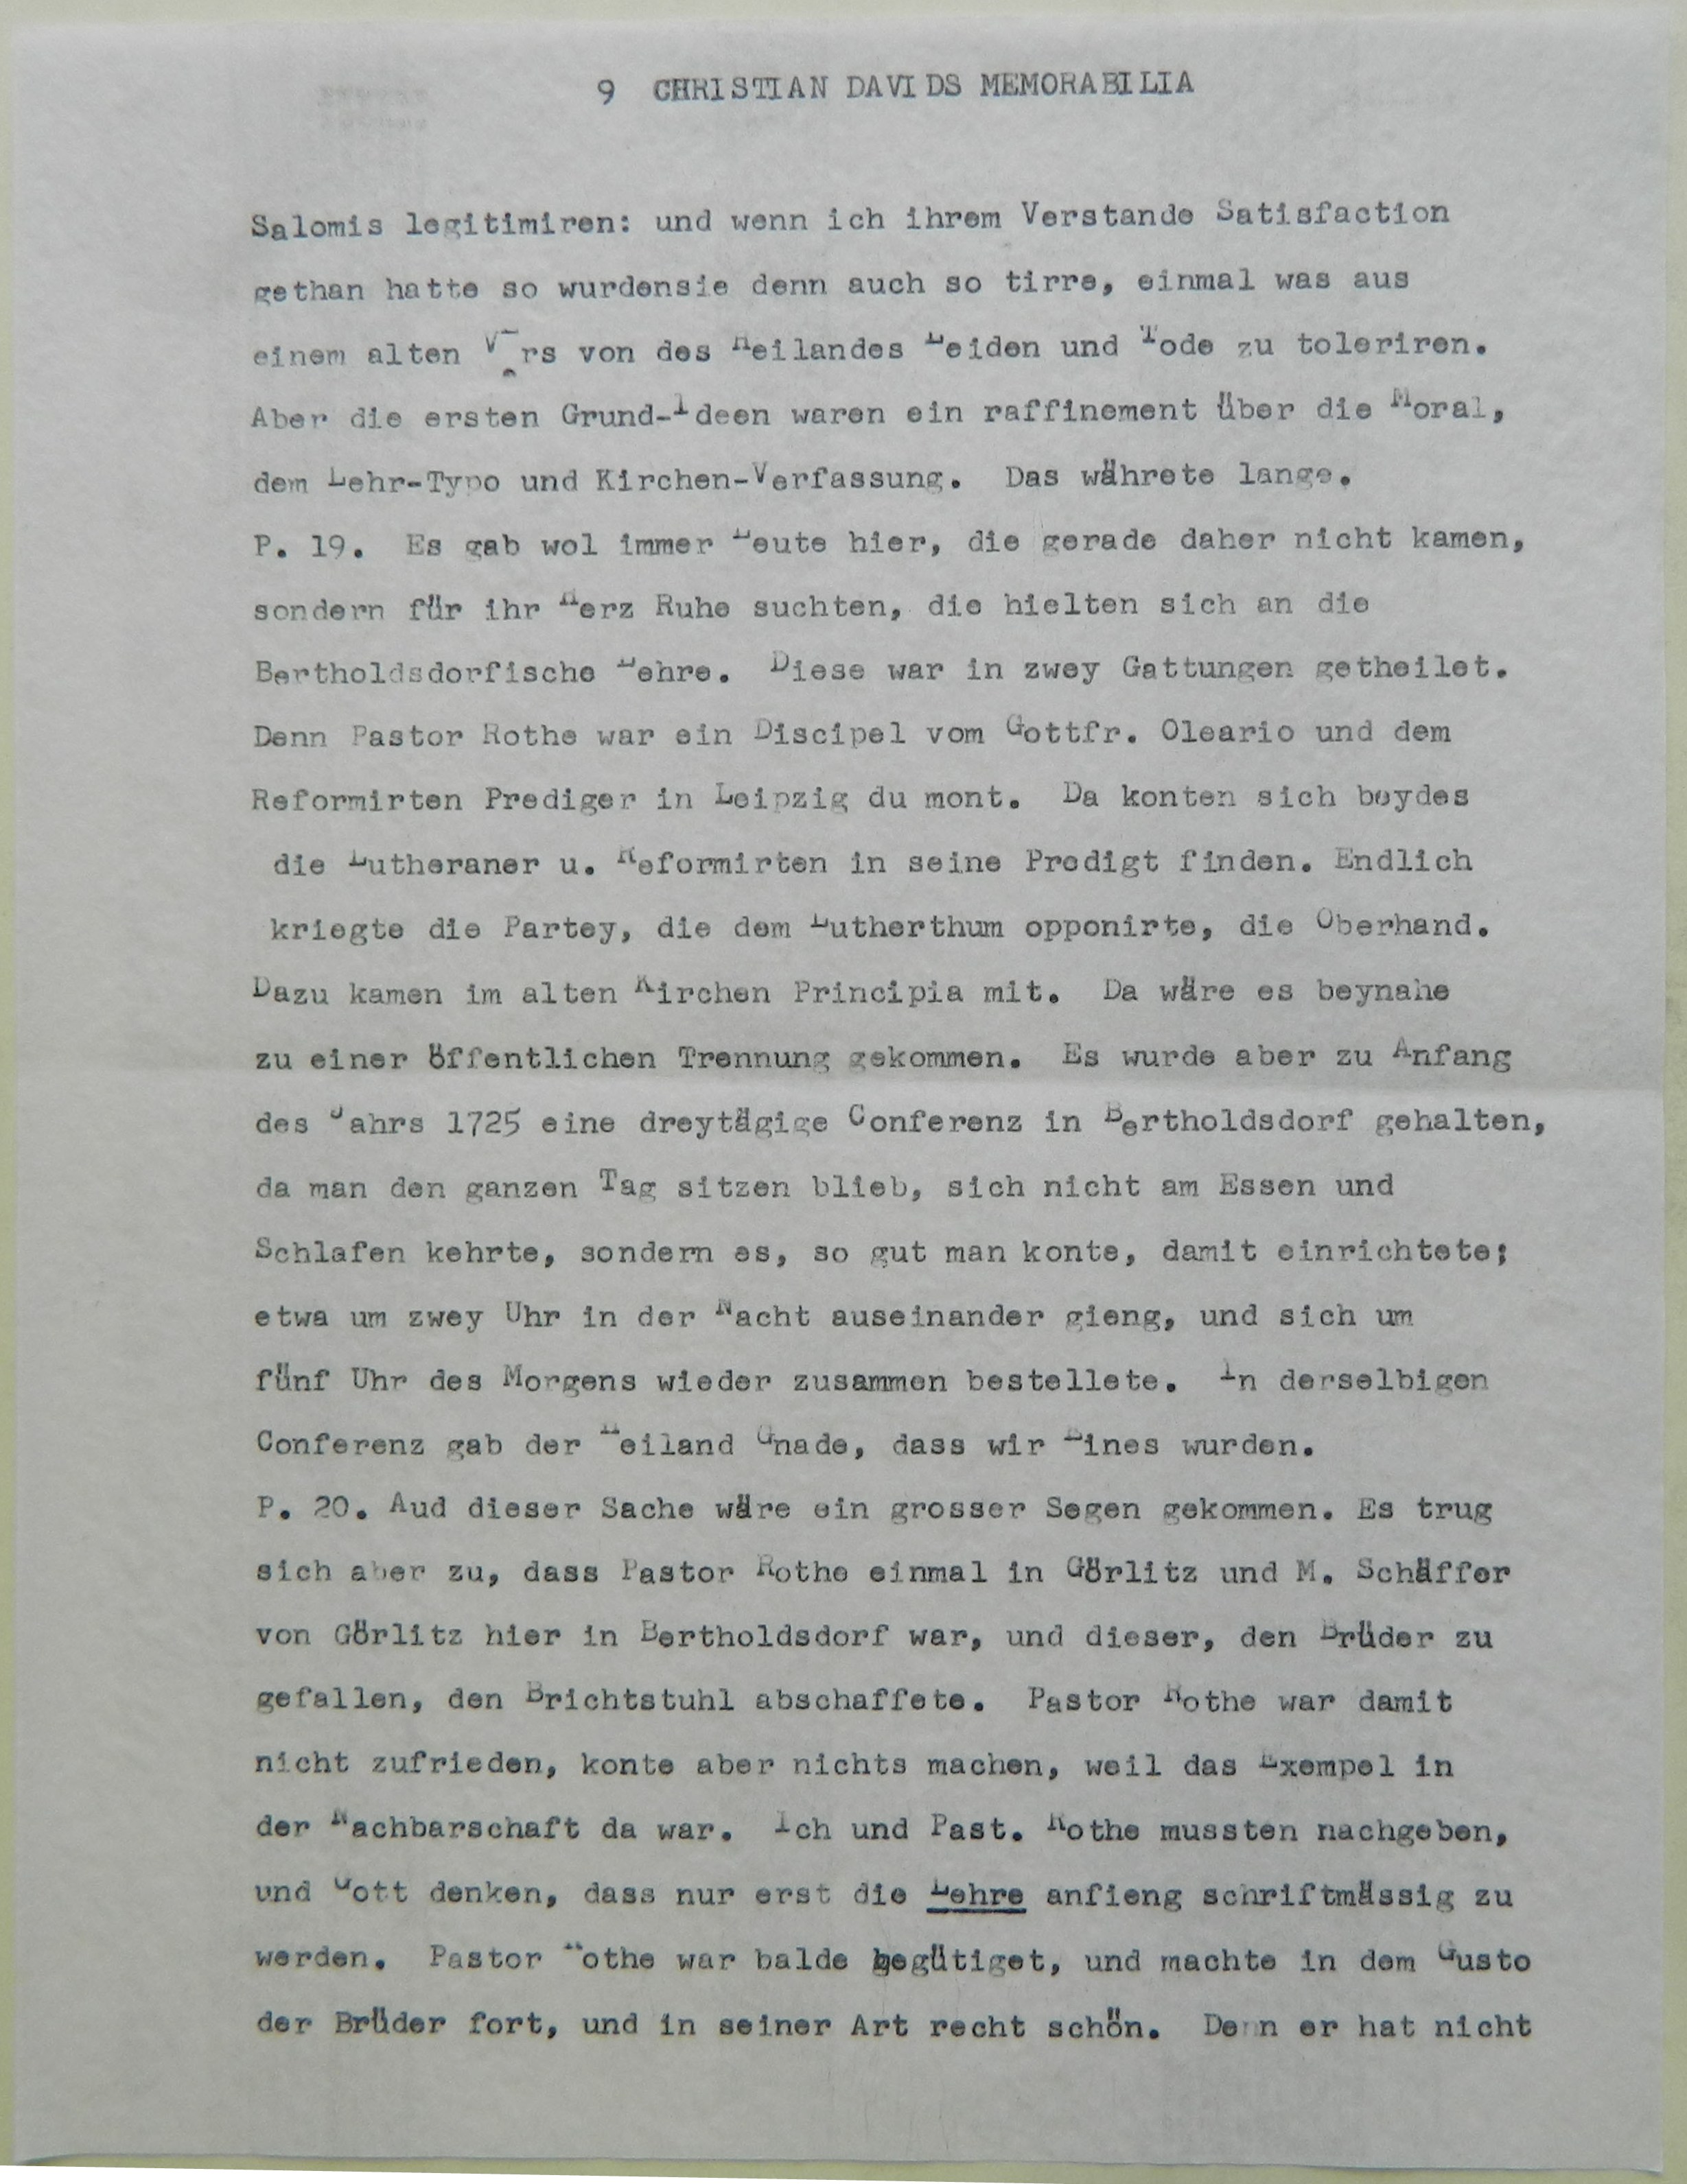 9 CHRISTIAN DAVIDS MEMORABILIA
Salomis legitimiren: und wenn ich ihrem Verstande Satisfaction
gethan hatte so wurdensie denn auch so tirre, einmal was aus
einem alten Vers von des Heilandes Leiden und Tode zu toleriren.
Aber die ersten Grund-Ideen waren ein raffinement über die Moral,
dem Lehr-Typo und Kirchen-Verfassung. Das währete lange.
P. 19. Es gab wol immer Leute hier, die gerade daher nicht kamen,
sondern für ihr Herz Ruhe suchten, die hielten sich an die
Bertholdsdorfische Lehre. Diese war in zwey Gattungen getheilet.
Denn Pastor Rothe war ein Discipel vom Gottfr. Oleario und dem
Reformirten Prediger in Leipzig du mont. Da konten sich beydes
die Lutheraner u. Reformirten in seine Predigt finden. Endlich
kriegte die Partey, die dem Lutherthum opponirte, die Oberhand.
Dazu kamen im alten Kirchen Principia mit. Da wäre es beynahe
zu einer öffentlichen Trennung gekommen. Es wurde aber zu Anfang
des Jahrs 1725 eine dreytägige Conferenz in Bertholdsdorf gehalten,
da man den ganzen Tag sitzen blieb, sich nicht am Essen und
Schlafen kehrte, sondern es, so gut man konte, damit einrichtete;
etwa um zwey Uhr in der Nacht auseinander gieng, und sich um
fünf Uhr des Morgens wieder zusammen bestellete. In derselbigen
Conferenz gab der Heiland Gnade, dass wir Eines wurden.
P. 20. Aud dieser Sache wäre ein grosser Segen gekommen. Es trug
sich aber zu, dass Pastor Rothe einmal in Görlitz und M. Schäffer
von Görlitz hier in Bertholdsdorf war, und dieser, den Brüder zu
gefallen, den Brichtstuhl abschaffete. Pastor Rothe war damit
nicht zufrieden, konte aber nichts machen, weil das Exempel in
der Nachbarschaft da war. Ich und Past. Rothe mussten nachgeben,
und Gott denken, dass nur erst die Lehre anfieng schriftmässig zu
werden. Pastor Rothe war balde begütiget, und machte in dem Gusto
der Brüder fort, und in seiner Art recht schön. Denn er hat nicht